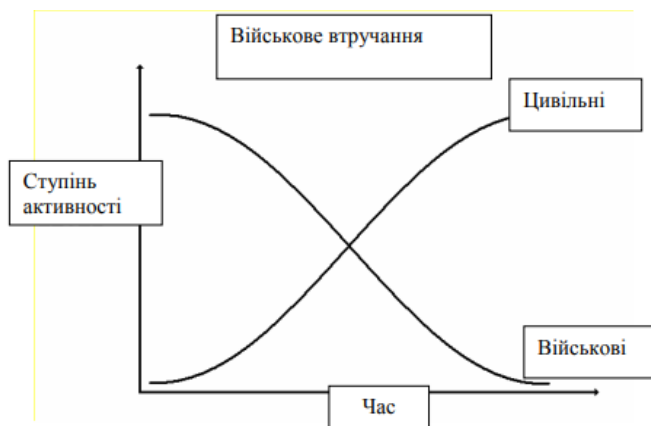 Військове втручання
Цивільні
Ступінь
активності
Військові
Час